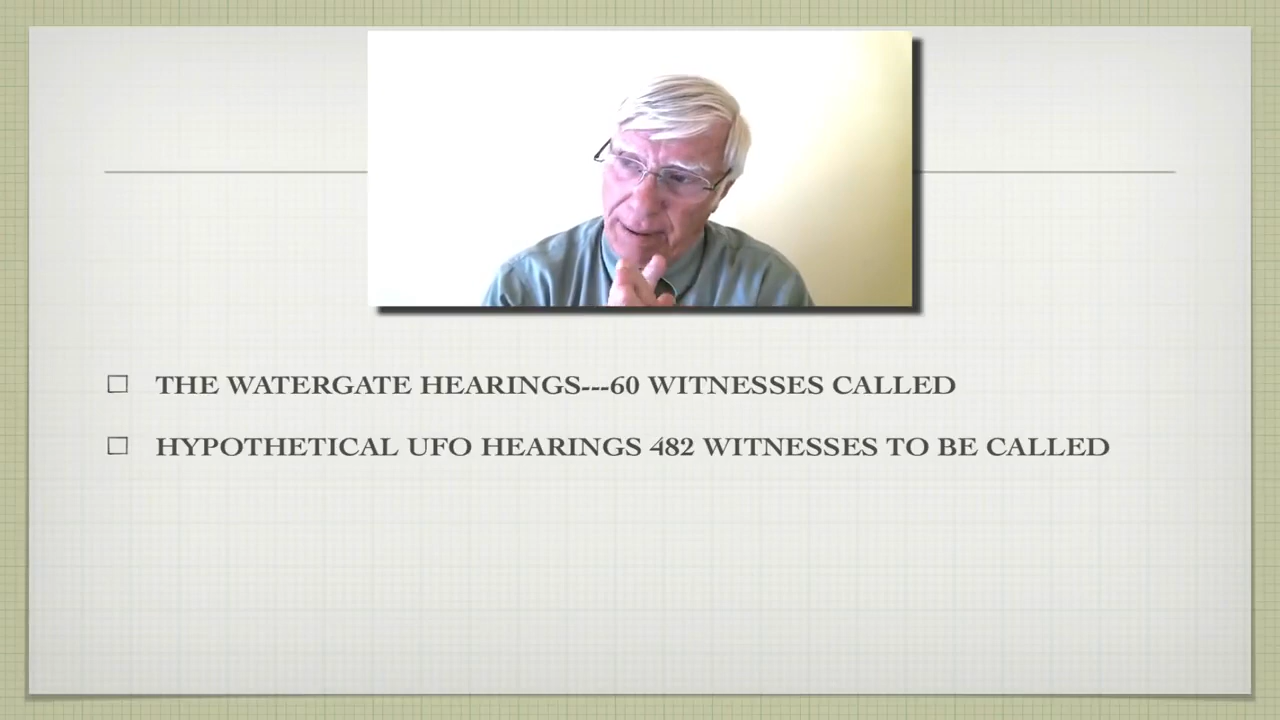 THE WATERGATE HEARINGS---60 WITNESSES CALLED
HYPOTHETICAL UFO HEARINGS 482 WITNESSES TO BE CALLED